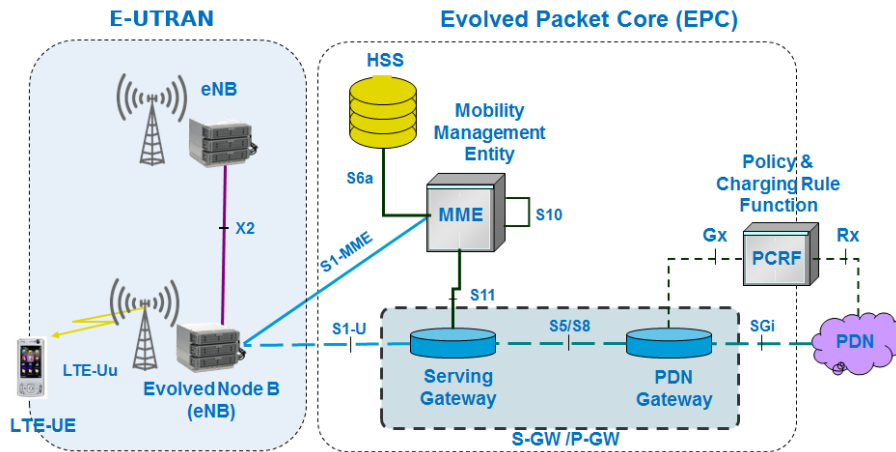 E-UTRAN
Evolved Packet Core (EPC)
HSS
eNB
Mobility
Management
Entity
Policy &
Charging Rule
Function
S6a
MME
S10
X2
Gx
PCRF
Rx
S1-MME
S11
S1-U
S5/S8
SGi
PDN
LTE-Uu
Evolved Node B
(eNB)
Serving
Gateway
PDN
Gateway
LTE-UE
S-GW /P-GW